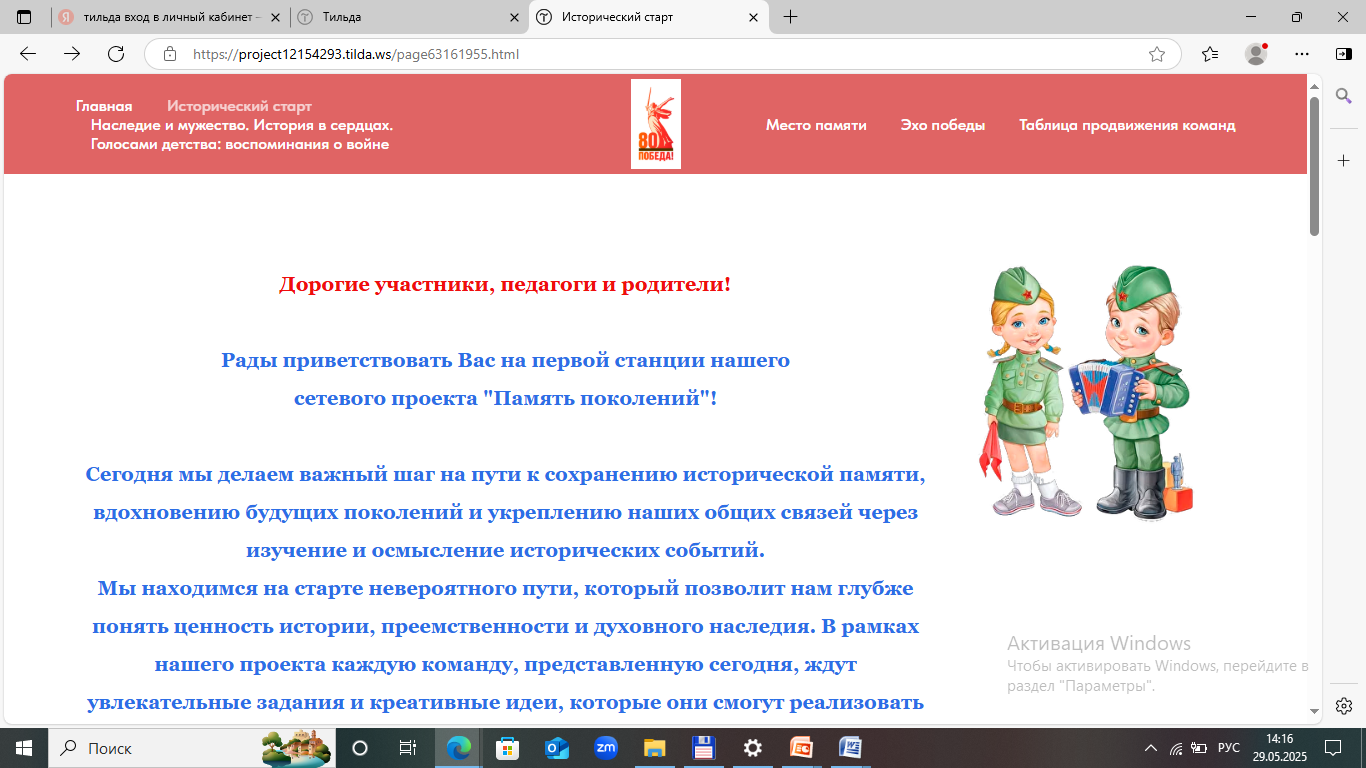 тильда вход в личный кабинет –
Тильда
Исторический старт
https://project12154293.tilda.ws/page63161955.html
Главная
Исторический старт
Наследие и мужество. История в сердцах.
Голосами детства: воспоминания о войне
80
ПОБЕДА!
Место памяти
Эхо победы
Таблица продвижения команд
Дорогие участники, педагоги и родители!
Рады приветствовать Вас на первой станции нашего
сетевого проекта "Память поколений"!
Сегодня мы делаем важный шаг на пути к сохранению исторической памяти,
вдохновению будущих поколений и укреплению наших общих связей через
изучение и осмысление исторических событий.
Мы находимся на старте невероятного пути, который позволит нам глубже
понять ценность истории, преемственности и духовного наследия. В рамках
нашего проекта каждую команду, представленную сегодня, ждут
увлекательные задания и креативные идеи, которые они смогут реализовать
Активация Windows
Чтобы активировать Windows, перейдите в
раздел "Параметры".
Поиск
zm
РУС
14:16
29.05.2025